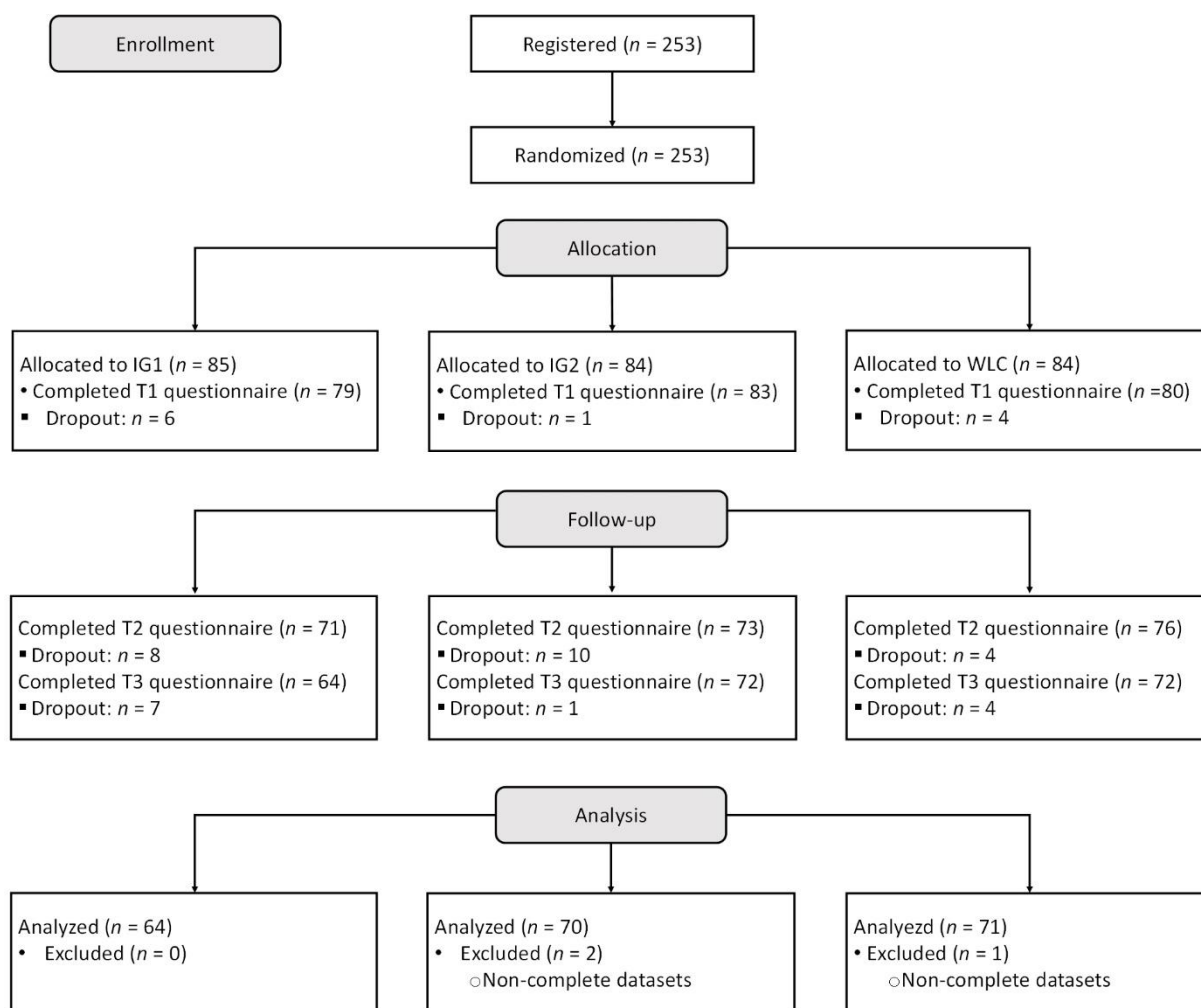 Enrollment
Registered (n = 253)
Randomized (n = 253)
Allocation
Allocated to IG1 (n = 85)
• Completed T1 questionnaire (n = 79)
▪ Dropout: n = 6
Allocated to IG2 (n = 84)
• Completed T1 questionnaire (n = 83)
▪ Dropout: n = 1
Allocated to WLC (n = 84)
• Completed T1 questionnaire (n =80)
▪ Dropout: n = 4
Follow-up
Completed T2 questionnaire (n = 71)
▪ Dropout: n = 8
Completed T3 questionnaire (n = 64)
▪ Dropout: n = 7
Completed T2 questionnaire (n = 73)
▪ Dropout: n = 10
Completed T3 questionnaire (n = 72)
▪ Dropout: n = 1
Completed T2 questionnaire (n = 76)
▪ Dropout: n = 4
Completed T3 questionnaire (n = 72)
▪ Dropout: n = 4
Analysis
Analyzed (n = 64)
• Excluded (n = 0)
Analyzed (n = 70)
• Excluded (n = 2)
○Non-complete datasets
Analyezd (n = 71)
• Excluded (n = 1)
○Non-complete datasets